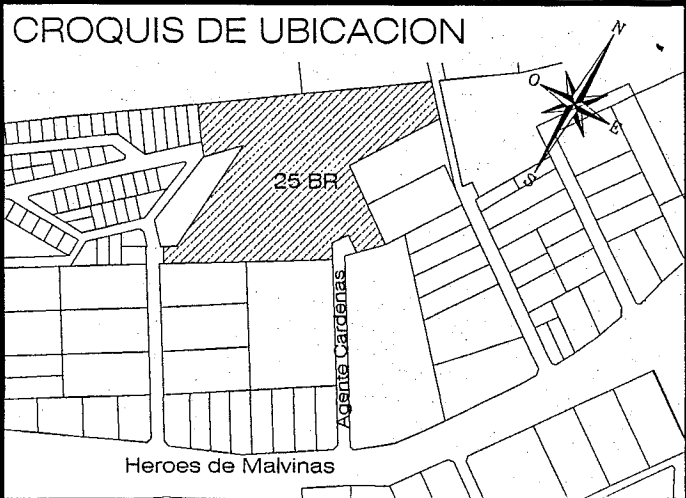 CROQUIS DE UBICACION
N
O
E
S
25 BR
Agente Cardenas
Heroes de Malvinas